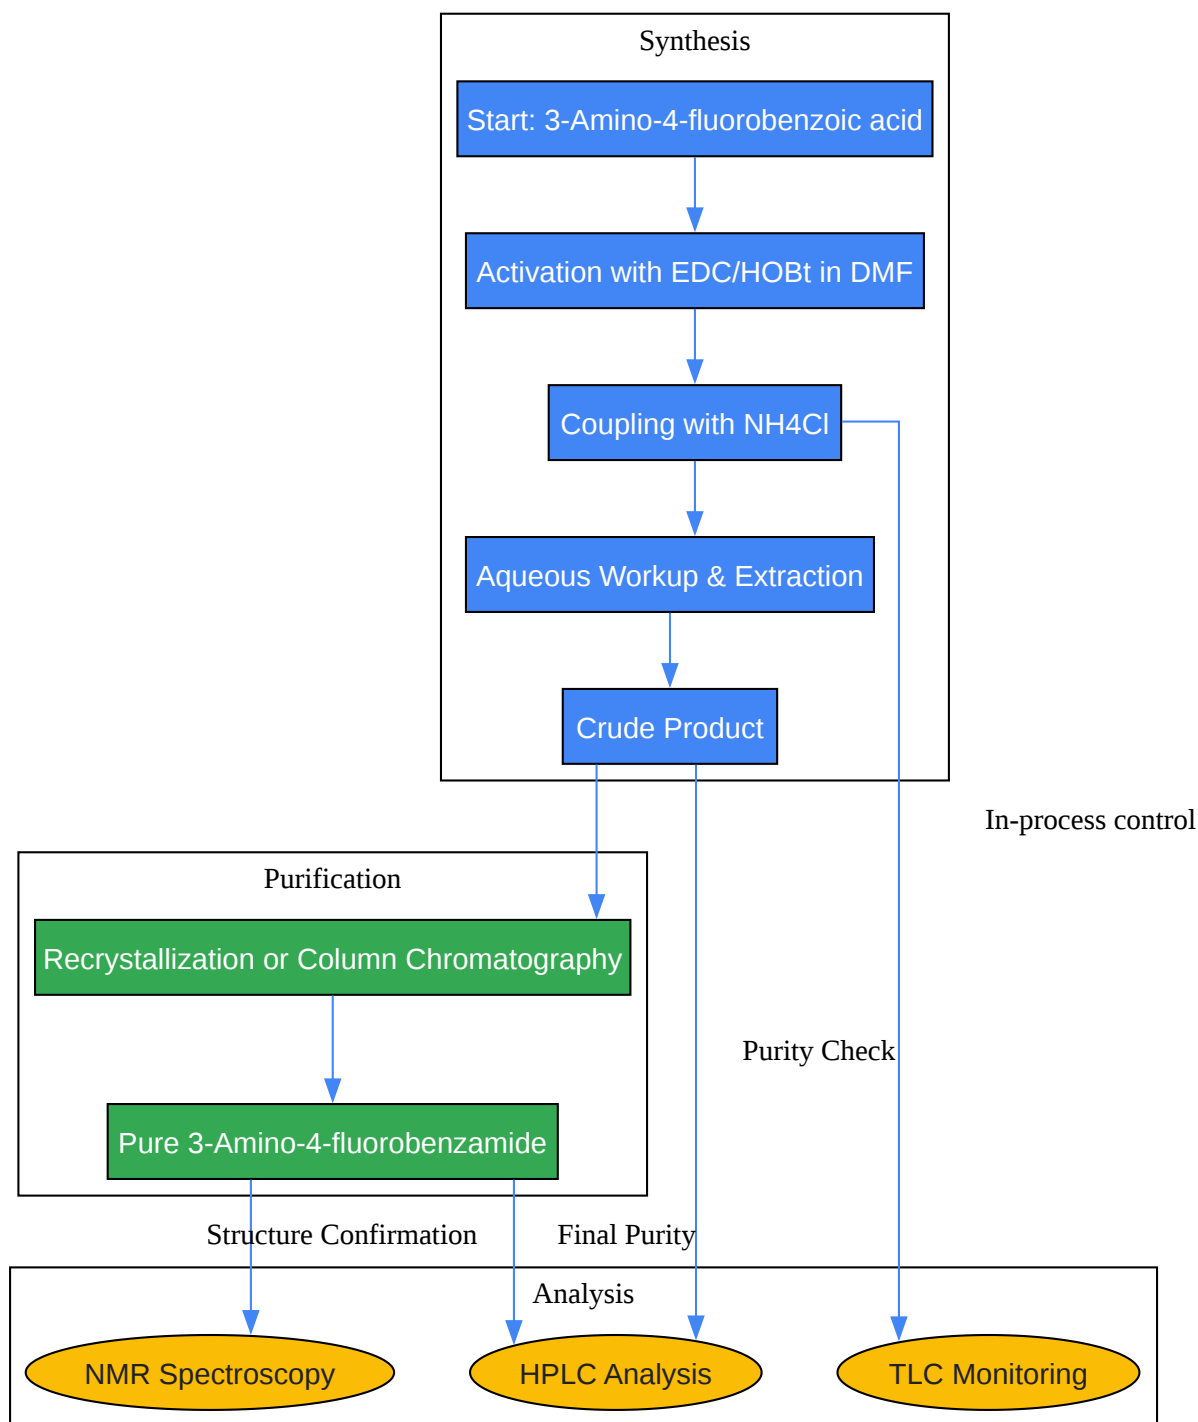 Synthesis
Start: 3-Amino-4-fluorobenzoic acid
Activation with EDC/HOBt in DMF
Coupling with NH4Cl
Aqueous Workup & Extraction
Crude Product
In-process control
Purification
Recrystallization or Column Chromatography
Purity Check
Pure 3-Amino-4-fluorobenzamide
Structure Confirmation
Final Purity
Analysis
NMR Spectroscopy
HPLC Analysis
TLC Monitoring